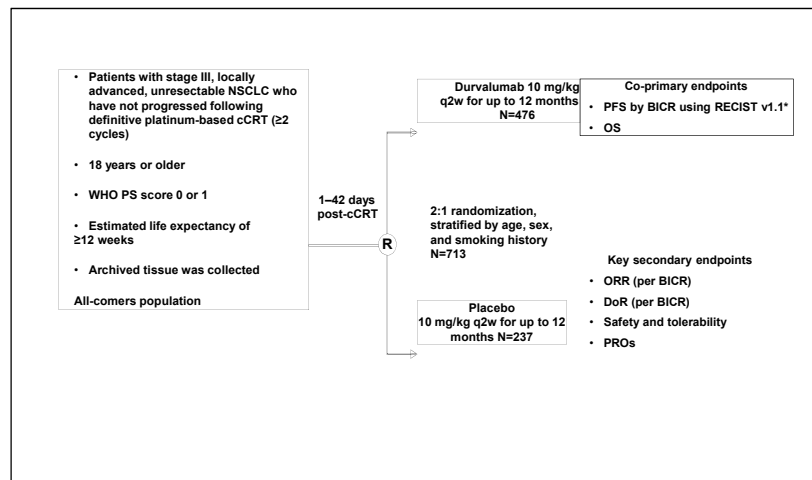 • Patients with stage III, locally
advanced, unresectable NSCLC who
have not progressed following
definitive platinum-based cCRT (≥2
cycles)
• 18 years or older
• WHO PS score 0 or 1
• Estimated life expectancy of
≥12 weeks
• Archived tissue was collected
All-comers population
1–42 days
post-cCRT
R
Durvalumab 10 mg/kg
q2w for up to 12 months
N=476
2:1 randomization,
stratified by age, sex,
and smoking history
N=713
Placebo
10 mg/kg q2w for up to 12
months N=237
Co-primary endpoints
• PFS by BICR using RECIST v1.1*
• OS
Key secondary endpoints
• ORR (per BICR)
• DoR (per BICR)
• Safety and tolerability
• PROs